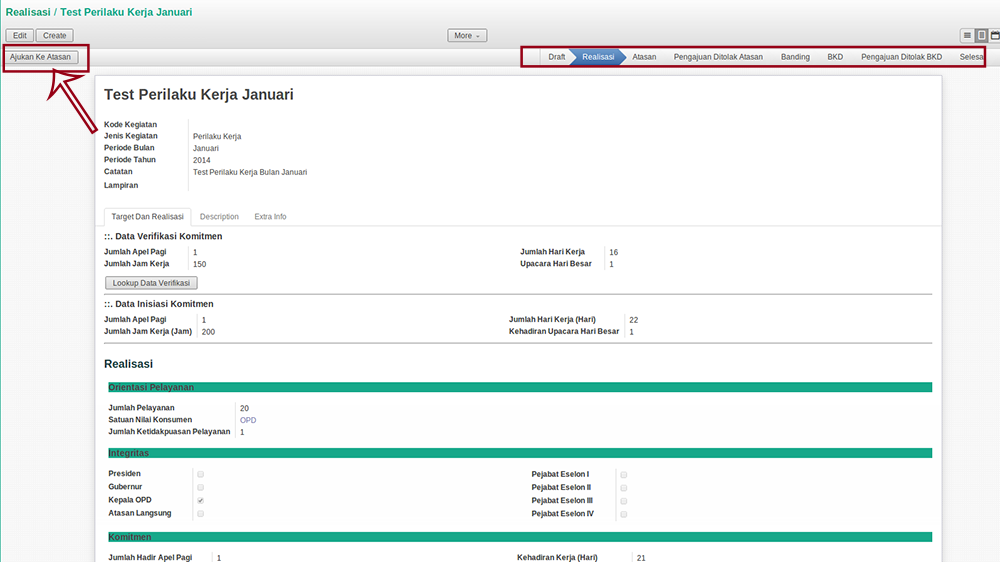 Realisasi / Test Perilaku Kerja Januari
Edit Create More
Ajukan Ke Atasan Draft Realisasi Atasan Pengajuan Ditolak Atasan Banding BKD Pengajuan Ditolak BKD Selesa
Test Perilaku Kerja Januari
Kode Kegiatan
Jenis Kegiatan Perilaku Kerja
Periode Bulan Januari
Periode Tahun 2014
Catatan Test Perilaku Kerja Bulan Januari
Lampiran
Target Dan Realisasi Description Extra Info
::. Data Verifikasi Komitmen
Jumlah Apel Pagi 1 Jumlah Hari Kerja 16
Jumlah Jam Kerja 150 Upacara Hari Besar 1
Lookup Data Verifikasi
::. Data Inisiasi Komitmen
Jumlah Apel Pagi 1 Jumlah Hari Kerja (Hari) 22
Jumlah Jam Kerja (Jam) 200 Kehadiran Upacara Hari Besar 1
Realisasi
Orientasi Pelayanan
Jumlah Pelayanan 20
Satuan Nilai Konsumen OPD
Jumlah Ketidakpuasan Pelayanan 1
Integritas
Presiden Pejabat Eselon I
Gubernur Pejabat Eselon II
Kepala OPD Pejabat Eselon III
Atasan Langsung Pejabat Eselon IV
Komitmen
Jumlah Hadir Apel Pagi 1 Kehadiran Kerja (Hari) 21